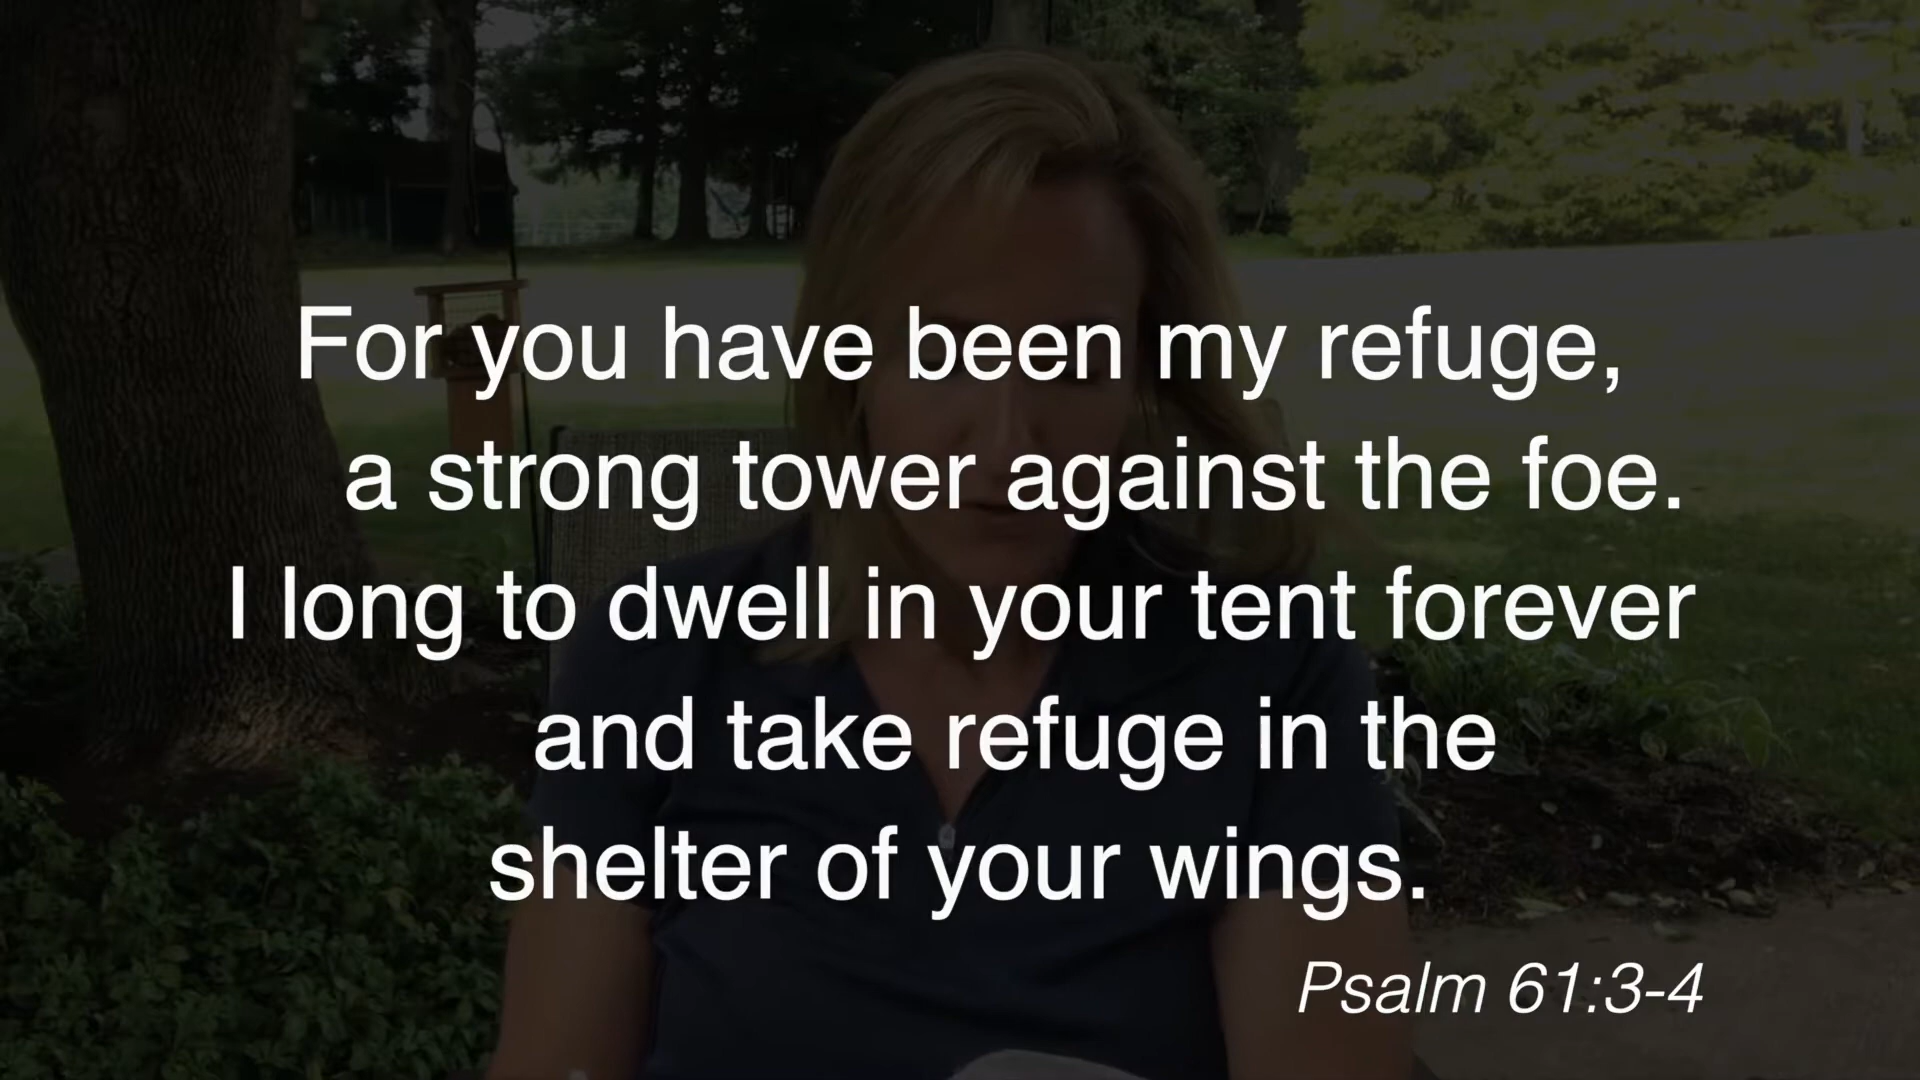 For you have been my refuge,
a strong tower against the foe.
I long to dwell in your tent forever
and take refuge in the
shelter of your wings.
Psalm 61:3-4